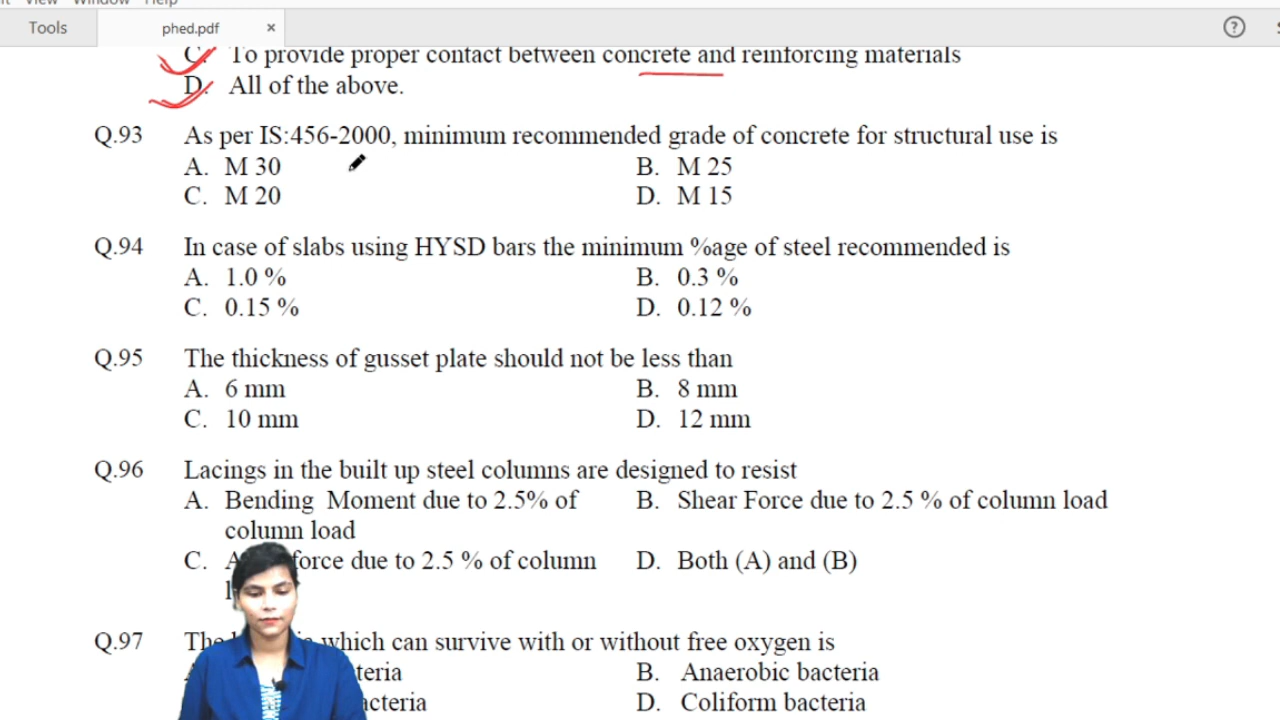 View Window Help
Tools phed.pdf ×
C. To provide proper contact between concrete and reinforcing materials
D. All of the above.
Q.93 As per IS:456-2000, minimum recommended grade of concrete for structural use is
A. M 30 B. M 25
C. M 20 D. M 15
Q.94 In case of slabs using HYSD bars the minimum %age of steel recommended is
A. 1.0 % B. 0.3 %
C. 0.15 % D. 0.12 %
Q.95 The thickness of gusset plate should not be less than
A. 6 mm B. 8 mm
C. 10 mm D. 12 mm
Q.96 Lacings in the built up steel columns are designed to resist
A. Bending Moment due to 2.5% of B. Shear Force due to 2.5 % of column load
column load
C. force due to 2.5 % of column D. Both (A) and (B)
Q.97 The which can survive with or without free oxygen is
B. Anaerobic bacteria
D. Coliform bacteria